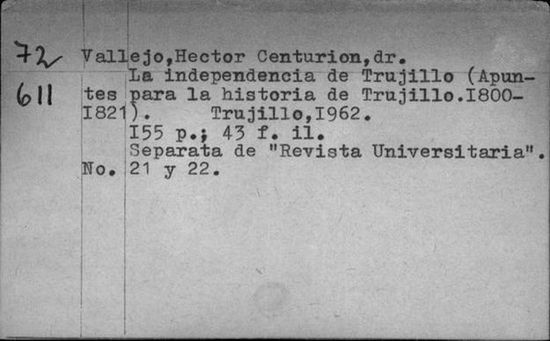 72 Vallejo,Hector Centurion,dr.
La independencia de Trujillo (Apun-
611 tes para la historia de Trujillo.I800-
I82I). Trujillo,I962.
I55 p.; 43 f. il.
Separata de "Revista Universitaria".
No. 21 y 22.